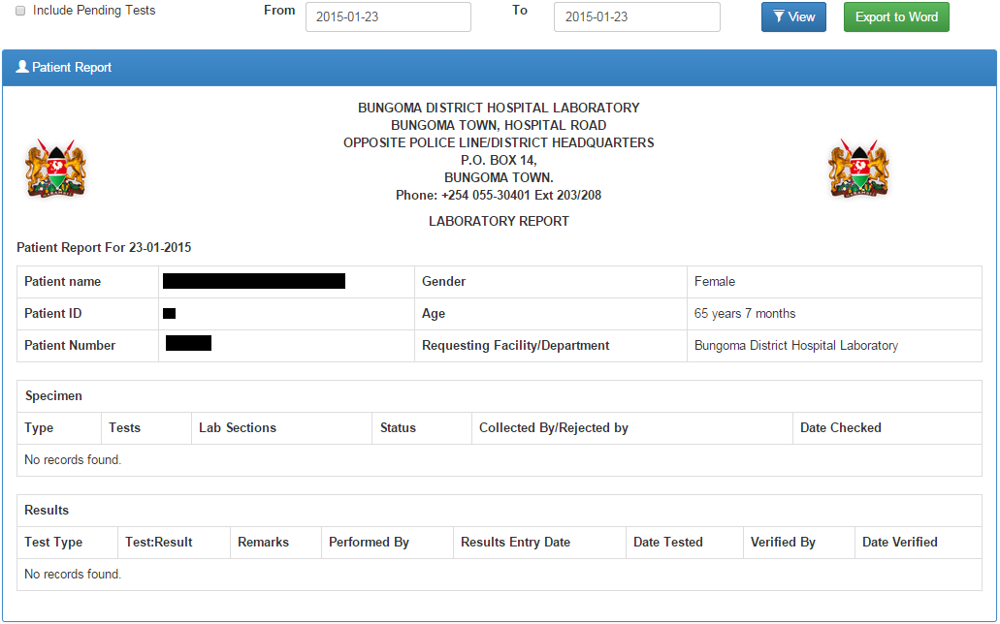 Include Pending Tests From 2015-01-23 To 2015-01-23 View Export to Word
Patient Report
BUNGOMA DISTRICT HOSPITAL LABORATORY
BUNGOMA TOWN, HOSPITAL ROAD
OPPOSITE POLICE LINE/DISTRICT HEADQUARTERS
P.O. BOX 14,
BUNGOMA TOWN.
Phone: +254 055-30401 Ext 203/208
LABORATORY REPORT
Patient Report For 23-01-2015
Patient name Gender Female
Patient ID Age 65 years 7 months
Patient Number Requesting Facility/Department Bungoma District Hospital Laboratory
Specimen
Type Tests Lab Sections Status Collected By/Rejected by Date Checked
No records found.
Results
Test Type Test:Result Remarks Performed By Results Entry Date Date Tested Verified By Date Verified
No records found.